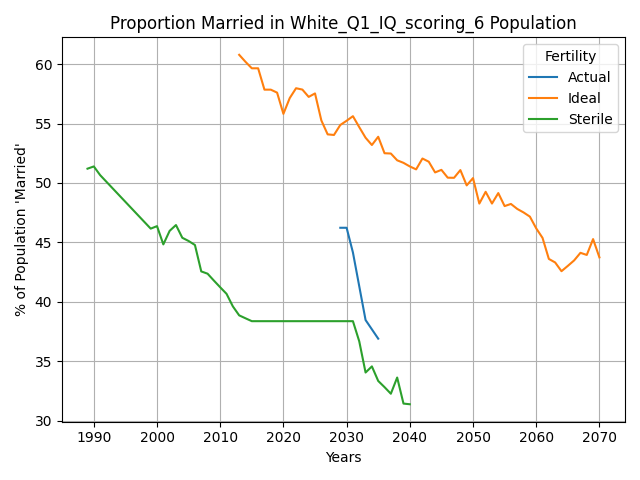 Proportion Married in White_Q1_IQ_scoring_6 Population
% of Population 'Married'
60
55
50
45
40
35
30
Fertility
Actual
Ideal
Sterile
1990 2000 2010 2020 2030 2040 2050 2060 2070
Years